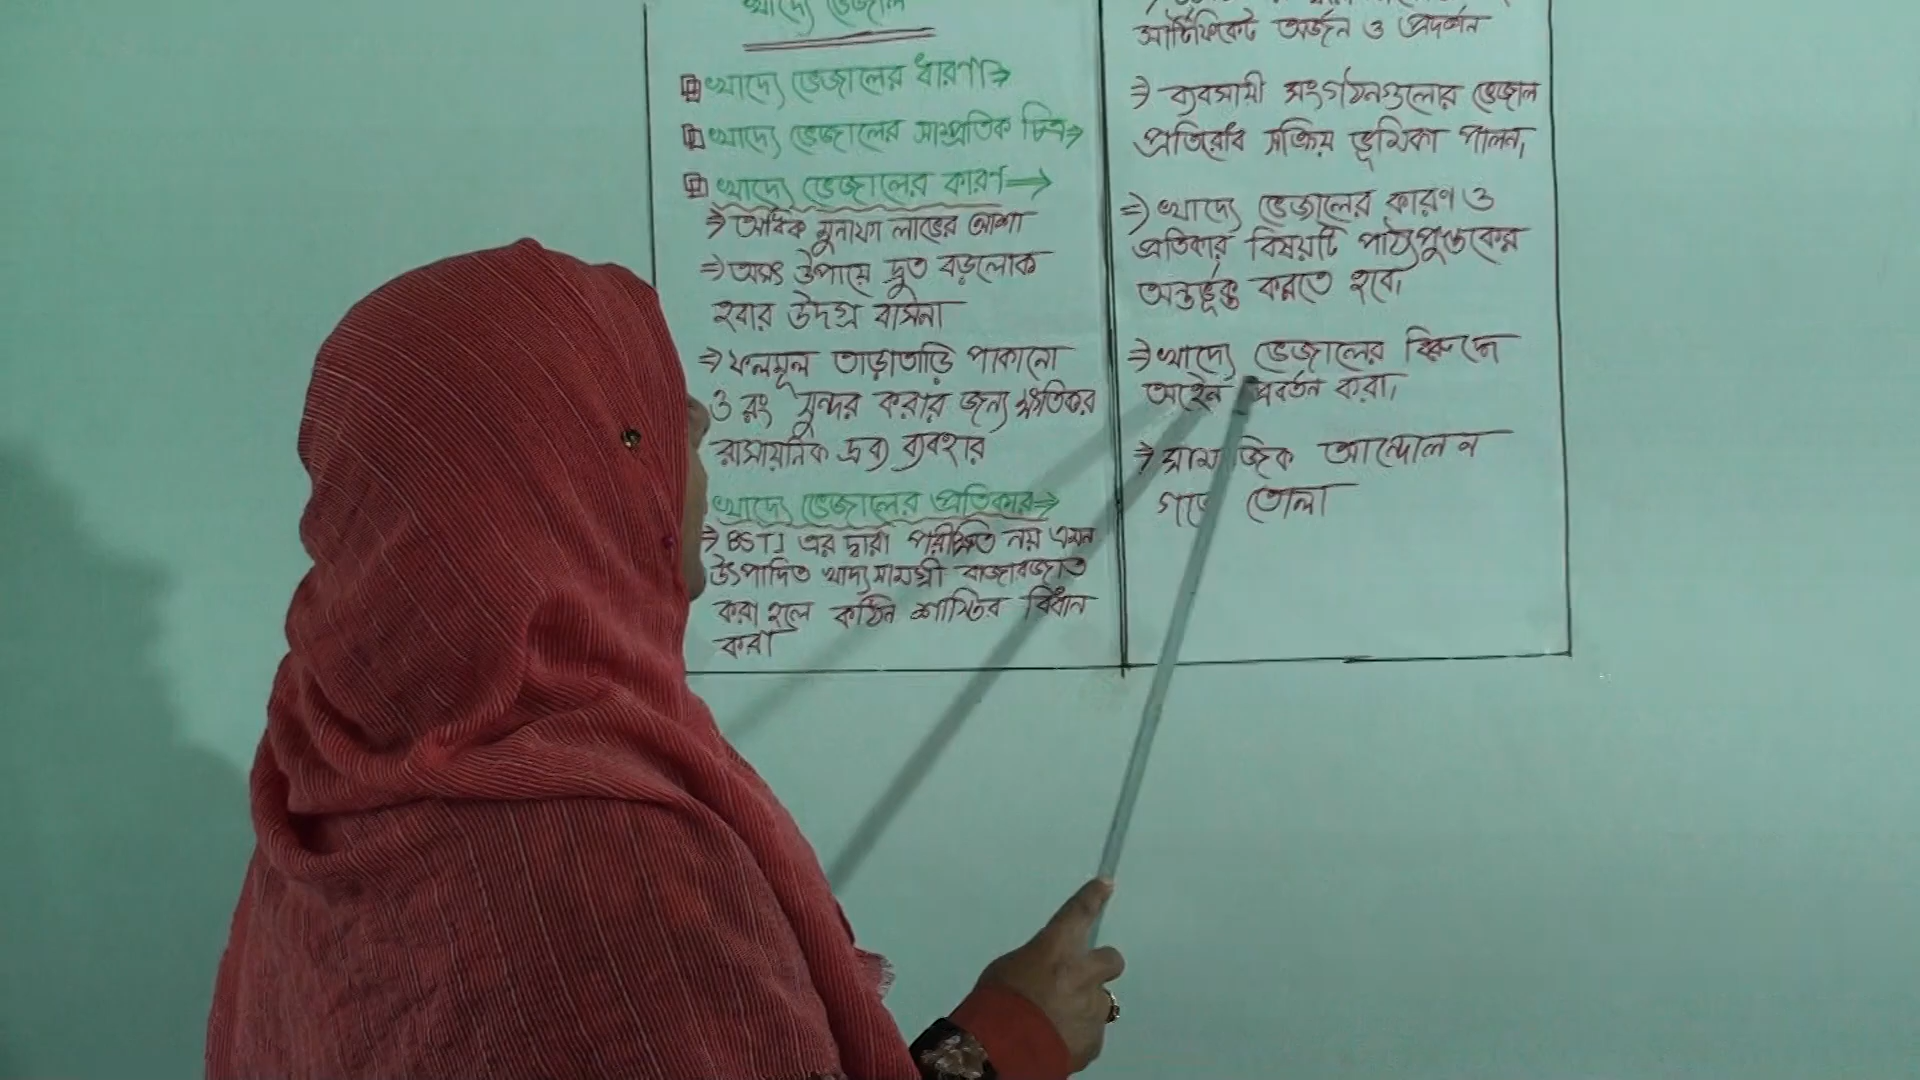 খাদ্যে ভেজাল
খাদ্যে ভেজালের ধারণা⇒
খাদ্যে ভেজালের সাম্প্রতিক চিত্র⇒
খাদ্যে ভেজালের কারণ→
⇒ অধিক মুনাফা লাভের আশা
⇒ অসৎ উপায়ে দ্রুত বড়লোক
হবার উদগ্র বাসনা
⇒ ফলমূল তাড়াতাড়ি পাকানো
ও রং সুন্দর করার জন্য ক্ষতিকর
রাসায়নিক দ্রব্য ব্যবহার
খাদ্যে ভেজালের প্রতিকার⇒
⇒ BSTI এর দ্বারা পরীক্ষিত নয় এমন
উৎপাদিত খাদ্য সামগ্রী বাজারজাত
করা হলে কঠিন শাস্তির বিধান
করা
সার্টিফিকেট অর্জন ও প্রদর্শন
⇒ ব্যবসায়ী সংগঠনগুলোর ভেজাল
প্রতিরোধ সক্রিয় ভূমিকা পালন,
⇒ খাদ্যে ভেজালের কারণ ও
প্রতিকার বিষয়টি পাঠ্যপুস্তকের
অন্তর্ভূক্ত করতে হবে,
⇒ খাদ্যে ভেজালের বিরুদ্ধে
আইন প্রবর্তন করা,
⇒ সামাজিক আন্দোলন
তোলা